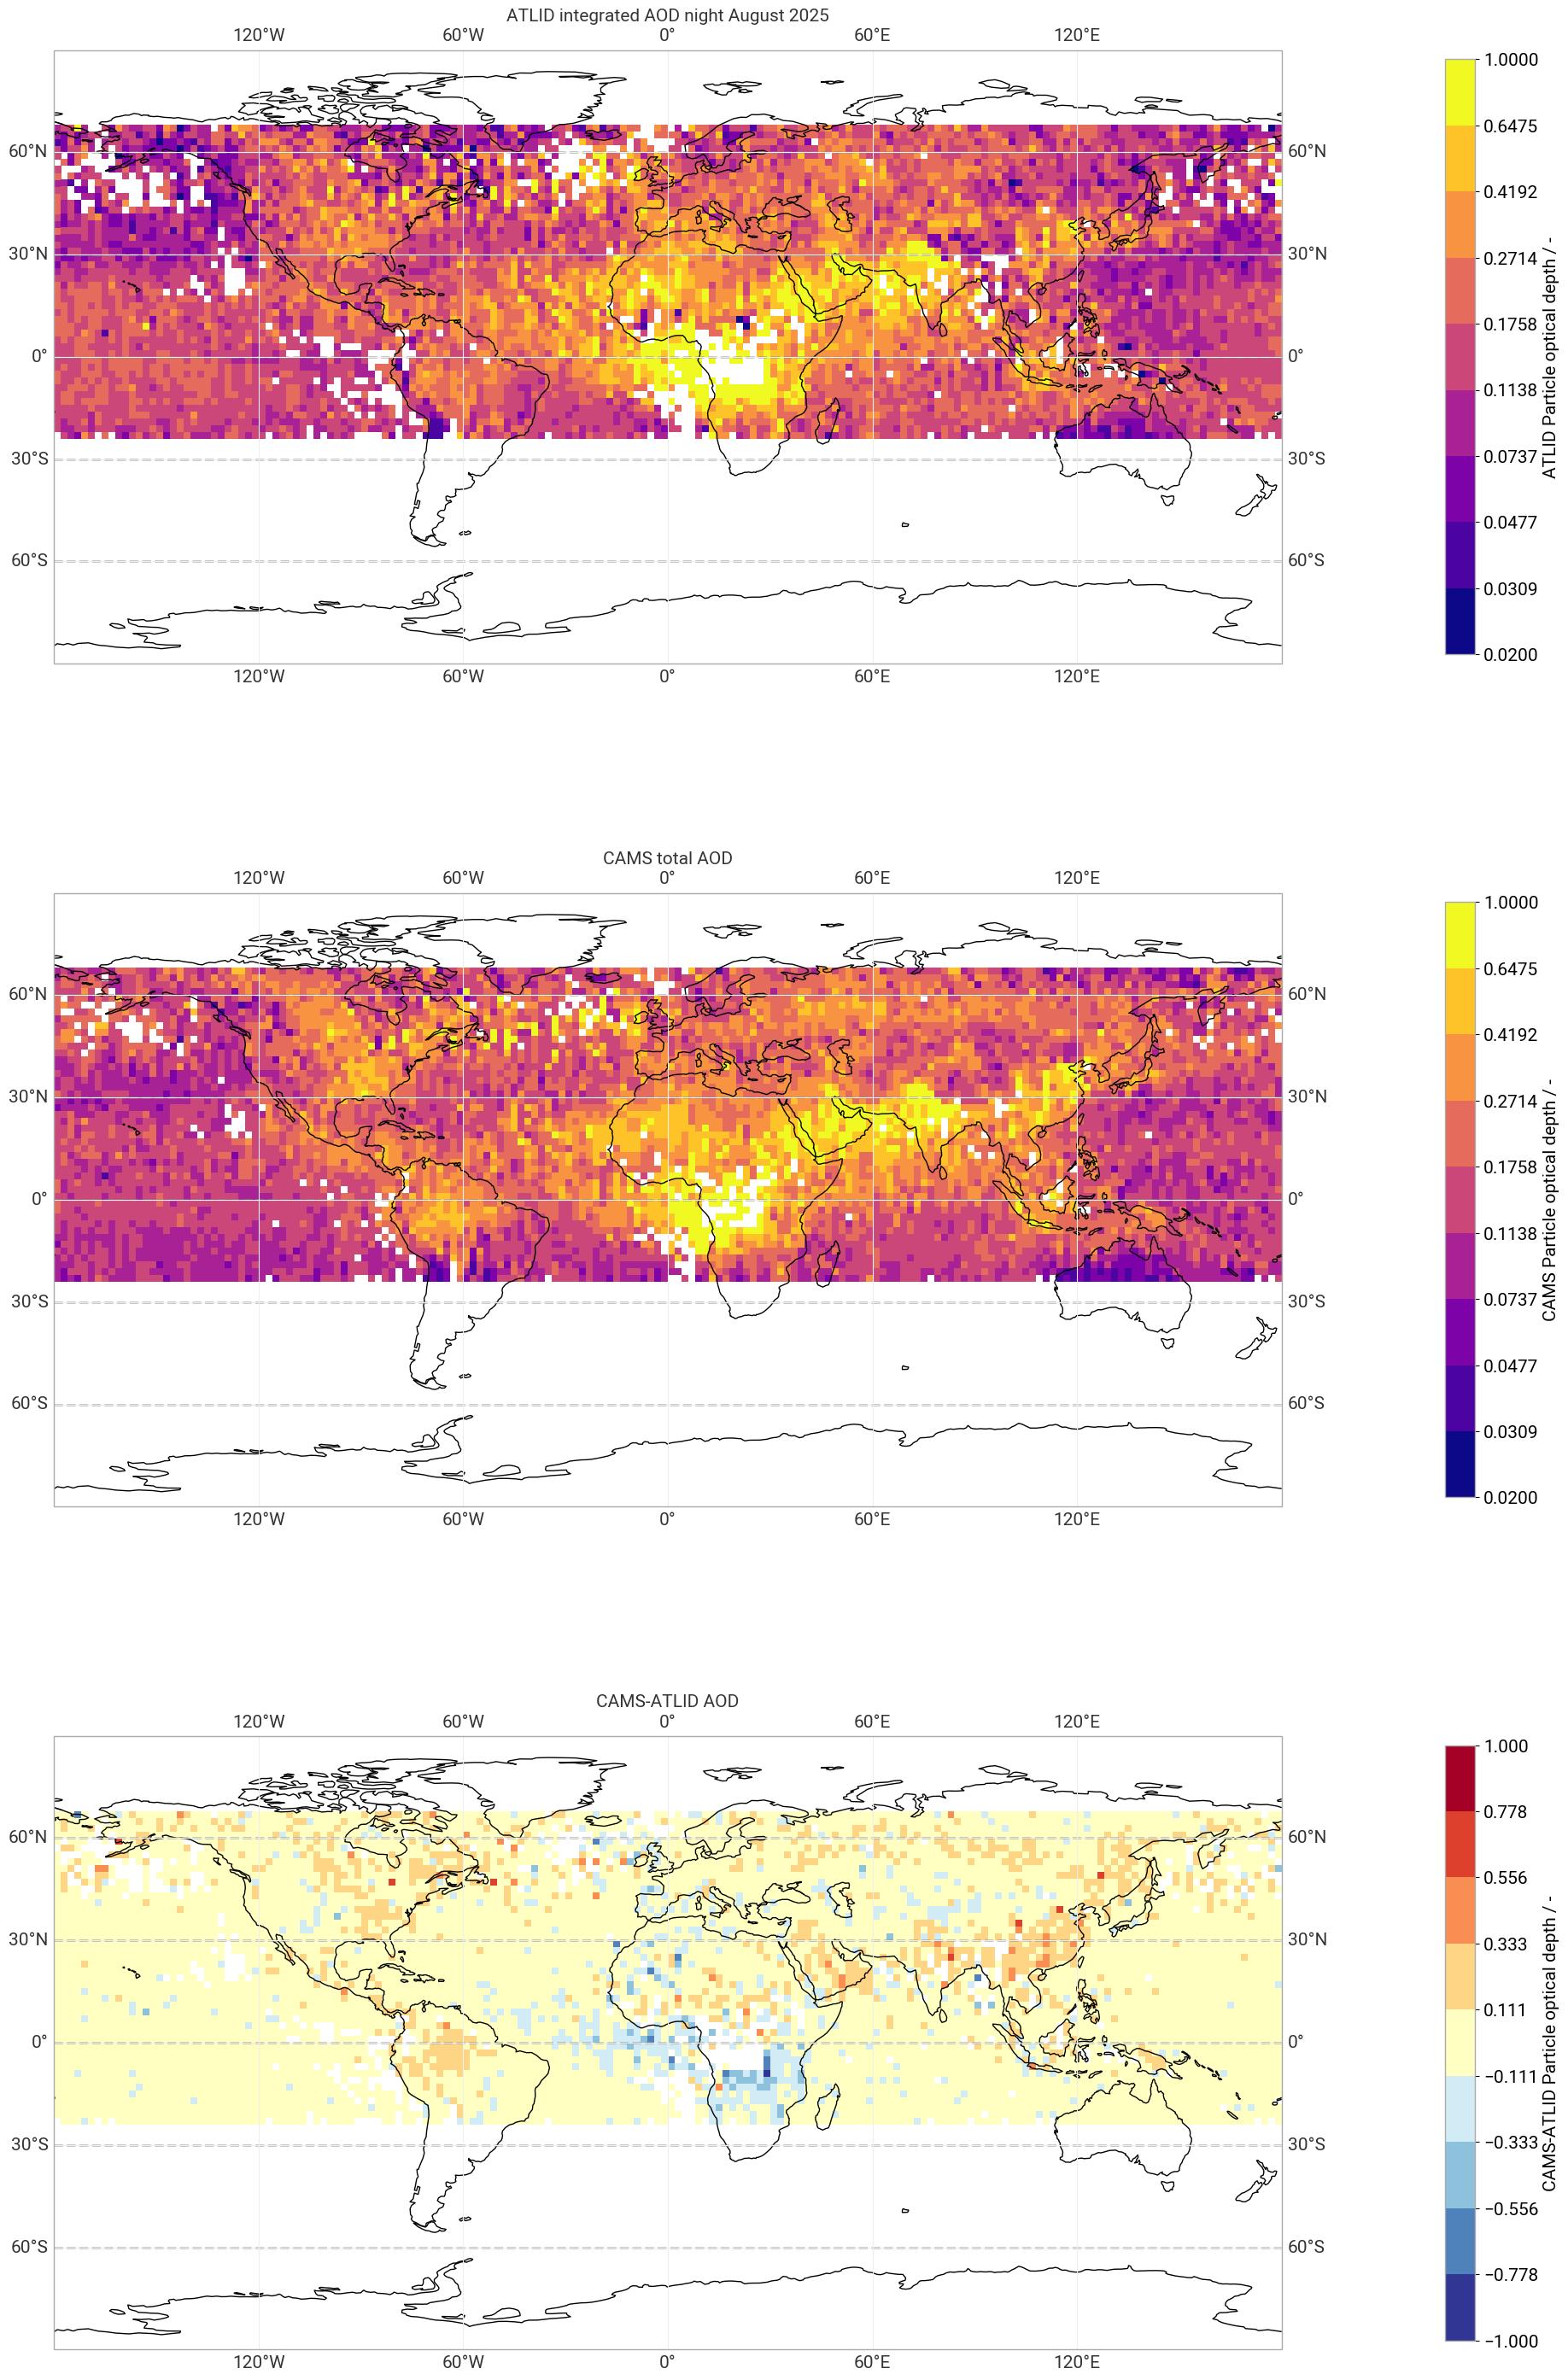 ATLID integrated AOD night August 2025
120°W 60°W 0° 60°E 120°E
1.0000
0.6475
60°N 60°N
0.4192
30°N 30°N
0.2714
0.1758
0° 0°
0.1138
30°S 30°S
0.0737
0.0477
60°S 60°S
0.0309
0.0200
ATLID Particle optical depth / -
120°W 60°W 0° 60°E 120°E
CAMS total AOD
120°W 60°W 0° 60°E 120°E
1.0000
0.6475
60°N 60°N
0.4192
30°N 30°N
0.2714
0.1758
0° 0°
0.1138
30°S 30°S
0.0737
0.0477
60°S 60°S
0.0309
0.0200
CAMS Particle optical depth / -
120°W 60°W 0° 60°E 120°E
CAMS-ATLID AOD
120°W 60°W 0° 60°E 120°E
1.000
0.778
60°N 60°N
0.556
30°N 30°N
0.333
0.111
0° 0°
−0.111
30°S 30°S
−0.333
−0.556
60°S 60°S
−0.778
−1.000
CAMS-ATLID Particle optical depth / -
120°W 60°W 0° 60°E 120°E